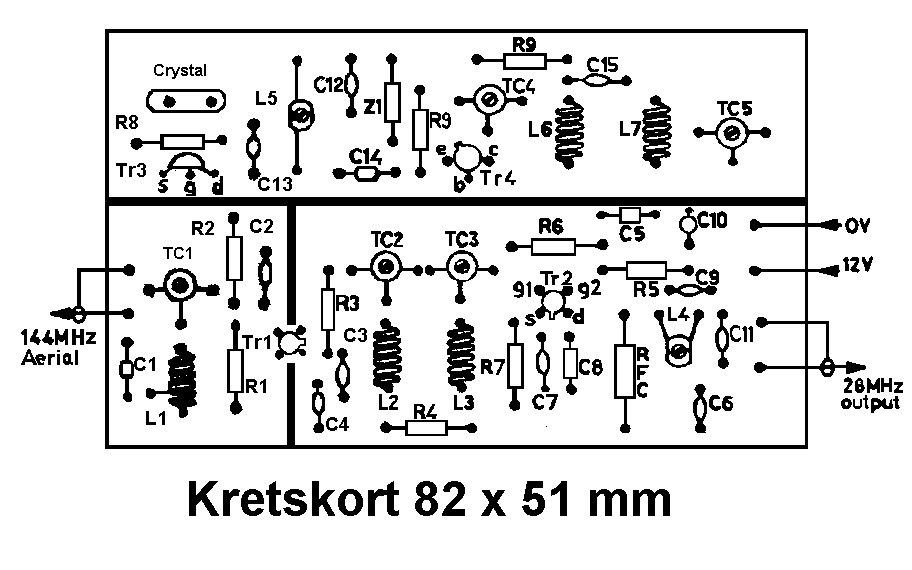 R9
Crystal
C12
C15
L5
TC4
Z1
R9
TC5
R8
L6
L7
Tr3
e
c
C14
s
g
d
C13
b
Tr4
R2
C2
TC2
TC3
R6
C5
C10
0V
TC1
12V
Tr2
g1
g2
R5
C9
R3
s
d
L4
144MHz
Aerial
Tr1
C3
C11
C1
R1
R7
C8
RFC
28MHz
output
L1
L2
L3
C7
C6
C4
R4
Kretskort 82 x 51 mm